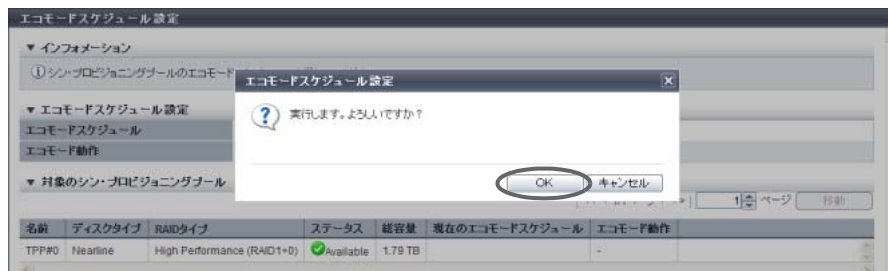 エコモードスケジュール設定
▼ インフォメーション
シン・プロビジョニングプールのエコモード
エコモードスケジュール設定
実行します。よろしいですか?
OK
キャンセル
▼ エコモードスケジュール設定
エコモードスケジュール
エコモード動作
▼ 対象のシン・プロビジョニングプール
1 ページ 移動
名前 ディスクタイプ RAIDタイプ ステータス 総容量 現在のエコモードスケジュール エコモード動作
TPP#0 Nearline High Performance (RAID1+0) Available 1.79 TB -